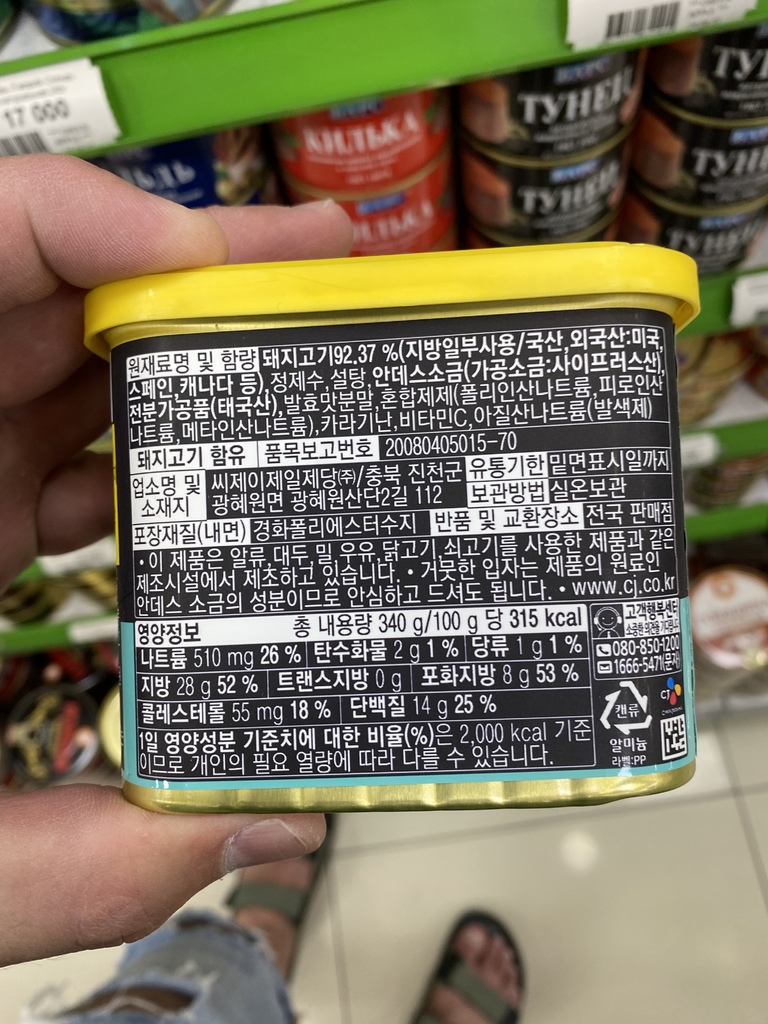 17 000
КИЛЬКА
ТУНЕЦ
ТУНЕЦ
원재료명 및 함량 돼지고기92.37 %(지방일부사용/국산,외국산:미국,
스페인,캐나다 등),정제수,설탕,안데스소금(가공소금:사이프러스산),
전분가공품(태국산),발효맛분말,혼합제제(폴리인산나트륨,피로인산
나트륨,메타인산나트륨),카라기난,비타민C,아질산나트륨(발색제)
돼지고기 함유 품목보고번호 20080405015-70
업소명 및 소재지 씨제이제일제당㈜/충북 진천군
광혜원면 광혜원산단2길 112
유통기한 밑면표시일까지
보관방법 실온보관
포장재질(내면) 경화폴리에스터수지 반품 및 교환장소 전국 판매점
• 이 제품은 알류,대두,밀,우유,닭고기,쇠고기를 사용한 제품과 같은
제조시설에서 제조하고 있습니다. • 거뭇한 입자는 제품의 원료인
안데스 소금의 성분이므로 안심하고 드셔도 됩니다. • www.cj.co.kr
영양정보 총 내용량 340 g/100 g 당 315 kcal
나트륨 510 mg 26 % 탄수화물 2 g 1 % 당류 1 g 1 %
지방 28 g 52 % 트랜스지방 0 g 포화지방 8 g 53 %
콜레스테롤 55 mg 18 % 단백질 14 g 25 %
1일 영양성분 기준치에 대한 비율(%)은 2,000 kcal 기준
이므로 개인의 필요 열량에 따라 다를 수 있습니다.
고객행복센터
080-850-1200
1666-5471(문자)
캔류
알미늄
라벨:PP
CJ